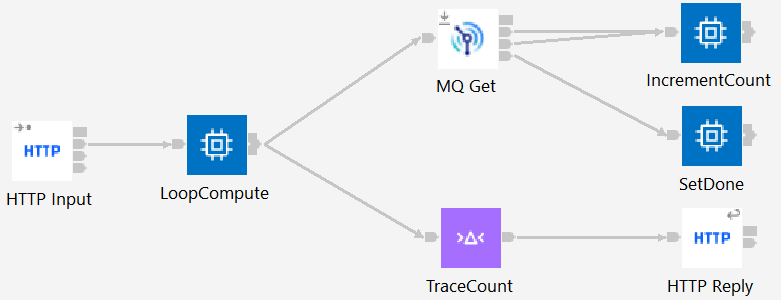 MQ Get
IncrementCount
HTTP
HTTP Input
LoopCompute
SetDone
TraceCount
HTTP
HTTP Reply